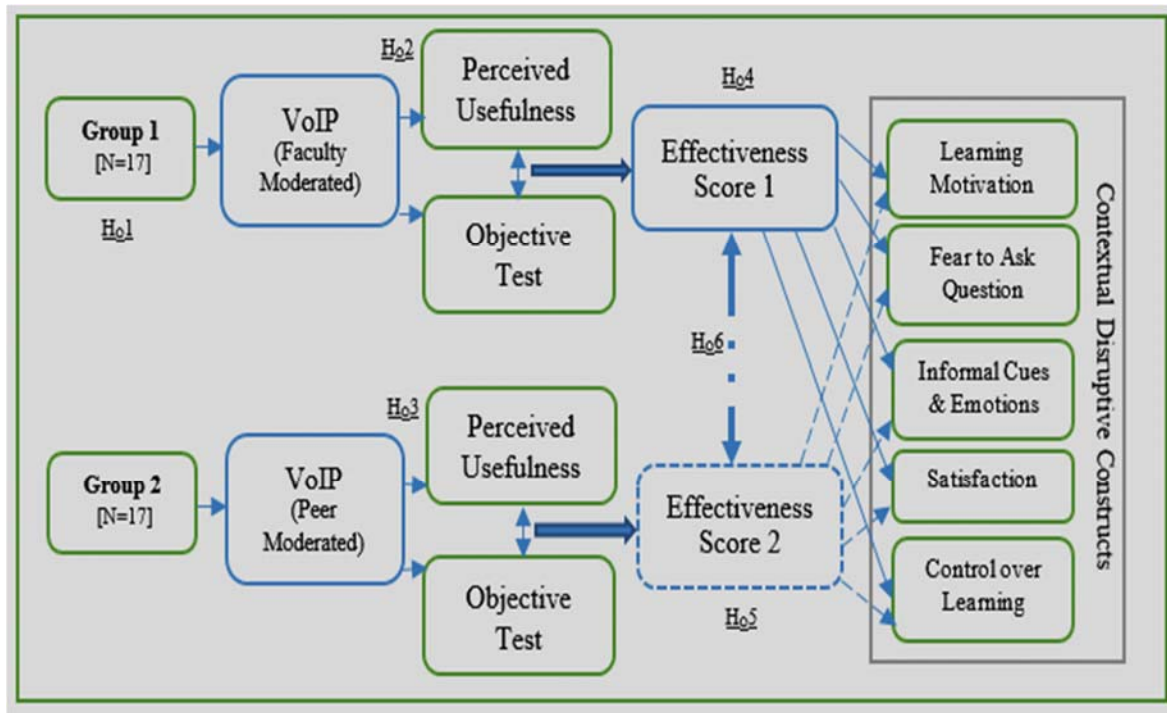 Group 1
[N=17]
Ho1
VoIP
(Faculty
Moderated)
Ho2
Perceived
Usefulness
Objective
Test
Ho4
Effectiveness
Score 1
Ho6
Group 2
[N=17]
VoIP
(Peer
Moderated)
Ho3
Perceived
Usefulness
Objective
Test
Effectiveness
Score 2
Ho5
Learning
Motivation
Fear to Ask
Question
Informal Cues
& Emotions
Satisfaction
Control over
Learning
Contextual Disruptive Constructs